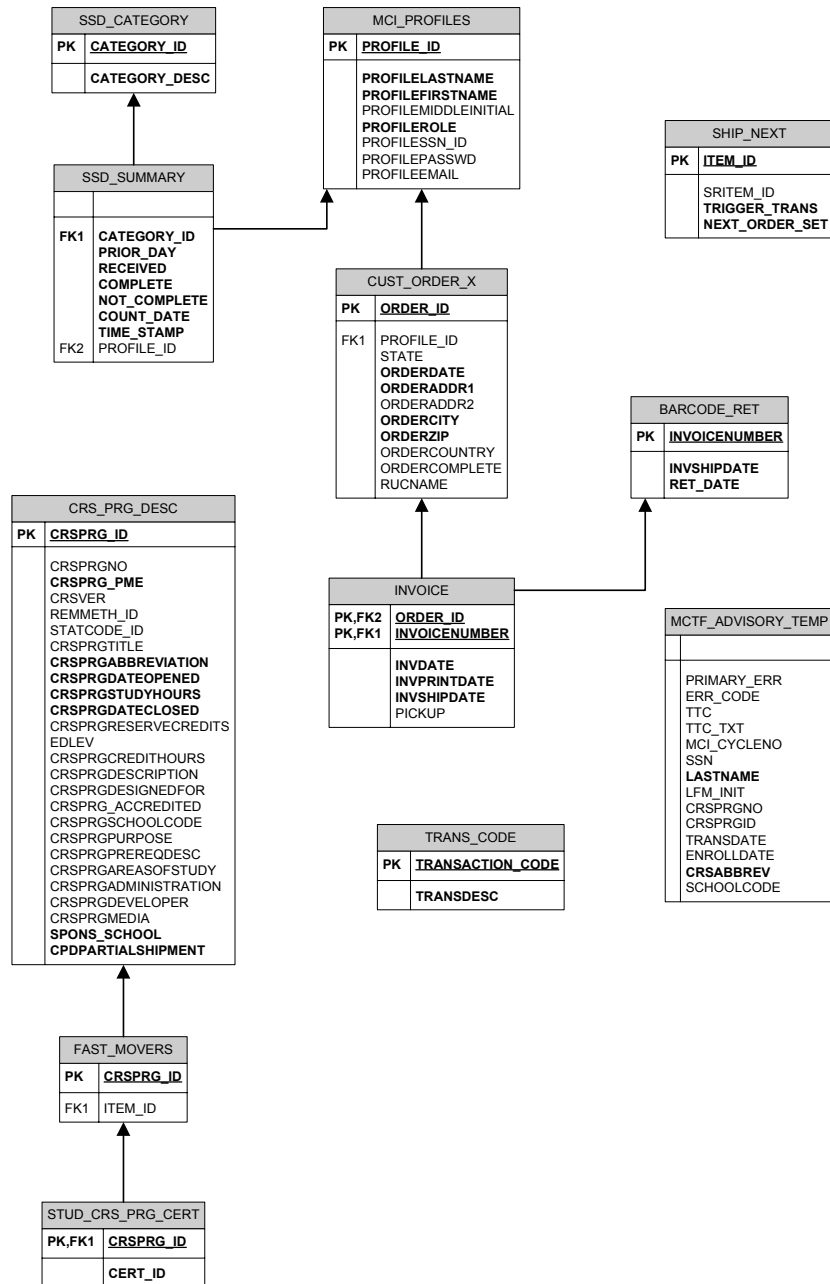 SSD_CATEGORY
PK CATEGORY_ID
CATEGORY_DESC
MCI_PROFILES
PK PROFILE_ID
PROFILELASTNAME
PROFILEFIRSTNAME
PROFILEMIDDLEINITIAL
PROFILEROLE
PROFILESSN_ID
PROFILEPASSWD
PROFILEEMAIL
SHIP_NEXT
PK ITEM_ID
SRITEM_ID
TRIGGER_TRANS
NEXT_ORDER_SET
SSD_SUMMARY
FK1 CATEGORY_ID
PRIOR_DAY
RECEIVED
COMPLETE
NOT_COMPLETE
COUNT_DATE
TIME_STAMP
FK2 PROFILE_ID
CUST_ORDER_X
PK ORDER_ID
FK1 PROFILE_ID
STATE
ORDERDATE
ORDERADDR1
ORDERADDR2
ORDERCITY
ORDERZIP
ORDERCOUNTRY
ORDERCOMPLETE
RUCNAME
BARCODE_RET
PK INVOICENUMBER
INVSHIPDATE
RET_DATE
CRS_PRG_DESC
PK CRSPRG_ID
CRSPRGNO
CRSPRG_PME
CRSVER
REMMETH_ID
STATCODE_ID
CRSPRGTITLE
CRSPRGABBREVIATION
CRSPRGDATEOPENED
CRSPRGSTUDYHOURS
CRSPRGDATECLOSED
CRSPRGRESERVECREDITS
EDLEV
CRSPRGCREDITHOURS
CRSPRGDESCRIPTION
CRSPRGDESIGNEDFOR
CRSPRG_ACCREDITED
CRSPRGSCHOOLCODE
CRSPRGPURPOSE
CRSPRGPREREQDESC
CRSPRGAREASOFSTUDY
CRSPRGADMINISTRATION
CRSPRGDEVELOPER
CRSPRGMEDIA
SPONS_SCHOOL
CPDPARTIALSHIPMENT
INVOICE
PK,FK2 ORDER_ID
PK,FK1 INVOICENUMBER
INVDATE
INVPRINTDATE
INVSHIPDATE
PICKUP
MCTF_ADVISORY_TEMP
PRIMARY_ERR
ERR_CODE
TTC
TTC_TXT
MCI_CYCLENO
SSN
LASTNAME
LFM_INIT
CRSPRGNO
CRSPRGID
TRANSDATE
ENROLLDATE
CRSABBREV
SCHOOLCODE
TRANS_CODE
PK TRANSACTION_CODE
TRANSDESC
FAST_MOVERS
PK CRSPRG_ID
FK1 ITEM_ID
STUD_CRS_PRG_CERT
PK,FK1 CRSPRG_ID
CERT_ID